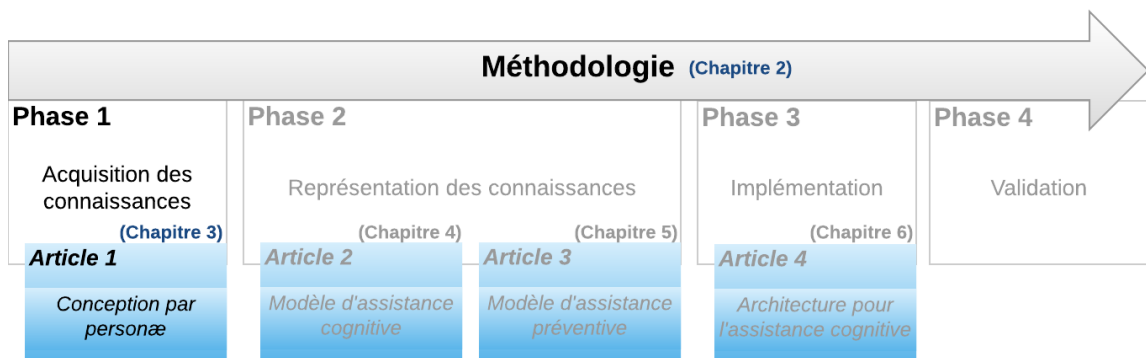 Méthodologie (Chapitre 2)
Phase 1
Acquisition des
connaissances
(Chapitre 3)
Article 1
Conception par
personæ
Phase 2
Représentation des connaissances
(Chapitre 4)
Article 2
Modèle d'assistance
cognitive
(Chapitre 5)
Article 3
Modèle d'assistance
préventive
Phase 3
Implémentation
(Chapitre 6)
Article 4
Architecture pour
l'assistance cognitive
Phase 4
Validation